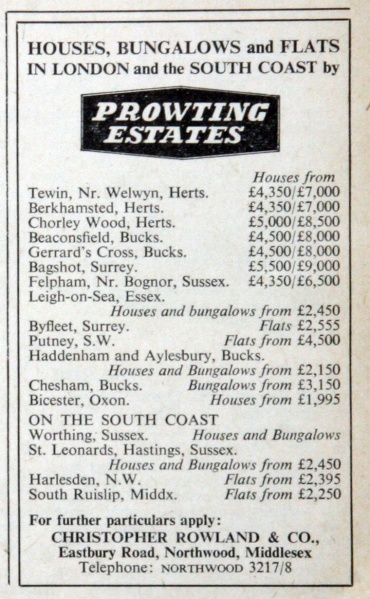 HOUSES, BUNGALOWS and FLATS
IN LONDON and the SOUTH COAST by
PROWTING
ESTATES
Houses from
Tewin, Nr. Welwyn, Herts. £4,350/£7,000
Berkhamsted, Herts. £4,350/£7,000
Chorley Wood, Herts. £5,000/£8,500
Beaconsfield, Bucks. £4,500/£8,000
Gerrard's Cross, Bucks. £4,500/£8,000
Bagshot, Surrey. £5,500/£9,000
Felpham, Nr. Bognor, Sussex. £4,350/£6,500
Leigh-on-Sea, Essex.
Houses and bungalows from £2,450
Byfleet, Surrey. Flats £2,555
Putney, S.W. Flats from £4,500
Haddenham and Aylesbury, Bucks.
Houses and Bungalows from £2,150
Chesham, Bucks. Bungalows from £3,150
Bicester, Oxon. Houses from £1,995
ON THE SOUTH COAST
Worthing, Sussex. Houses and Bungalows
St. Leonards, Hastings, Sussex.
Houses and Bungalows from £2,450
Harlesden, N.W. Flats from £2,395
South Ruislip, Middx. Flats from £2,250
For further particulars apply:
CHRISTOPHER ROWLAND & CO.,
Eastbury Road, Northwood, Middlesex
Telephone: NORTHWOOD 3217/8